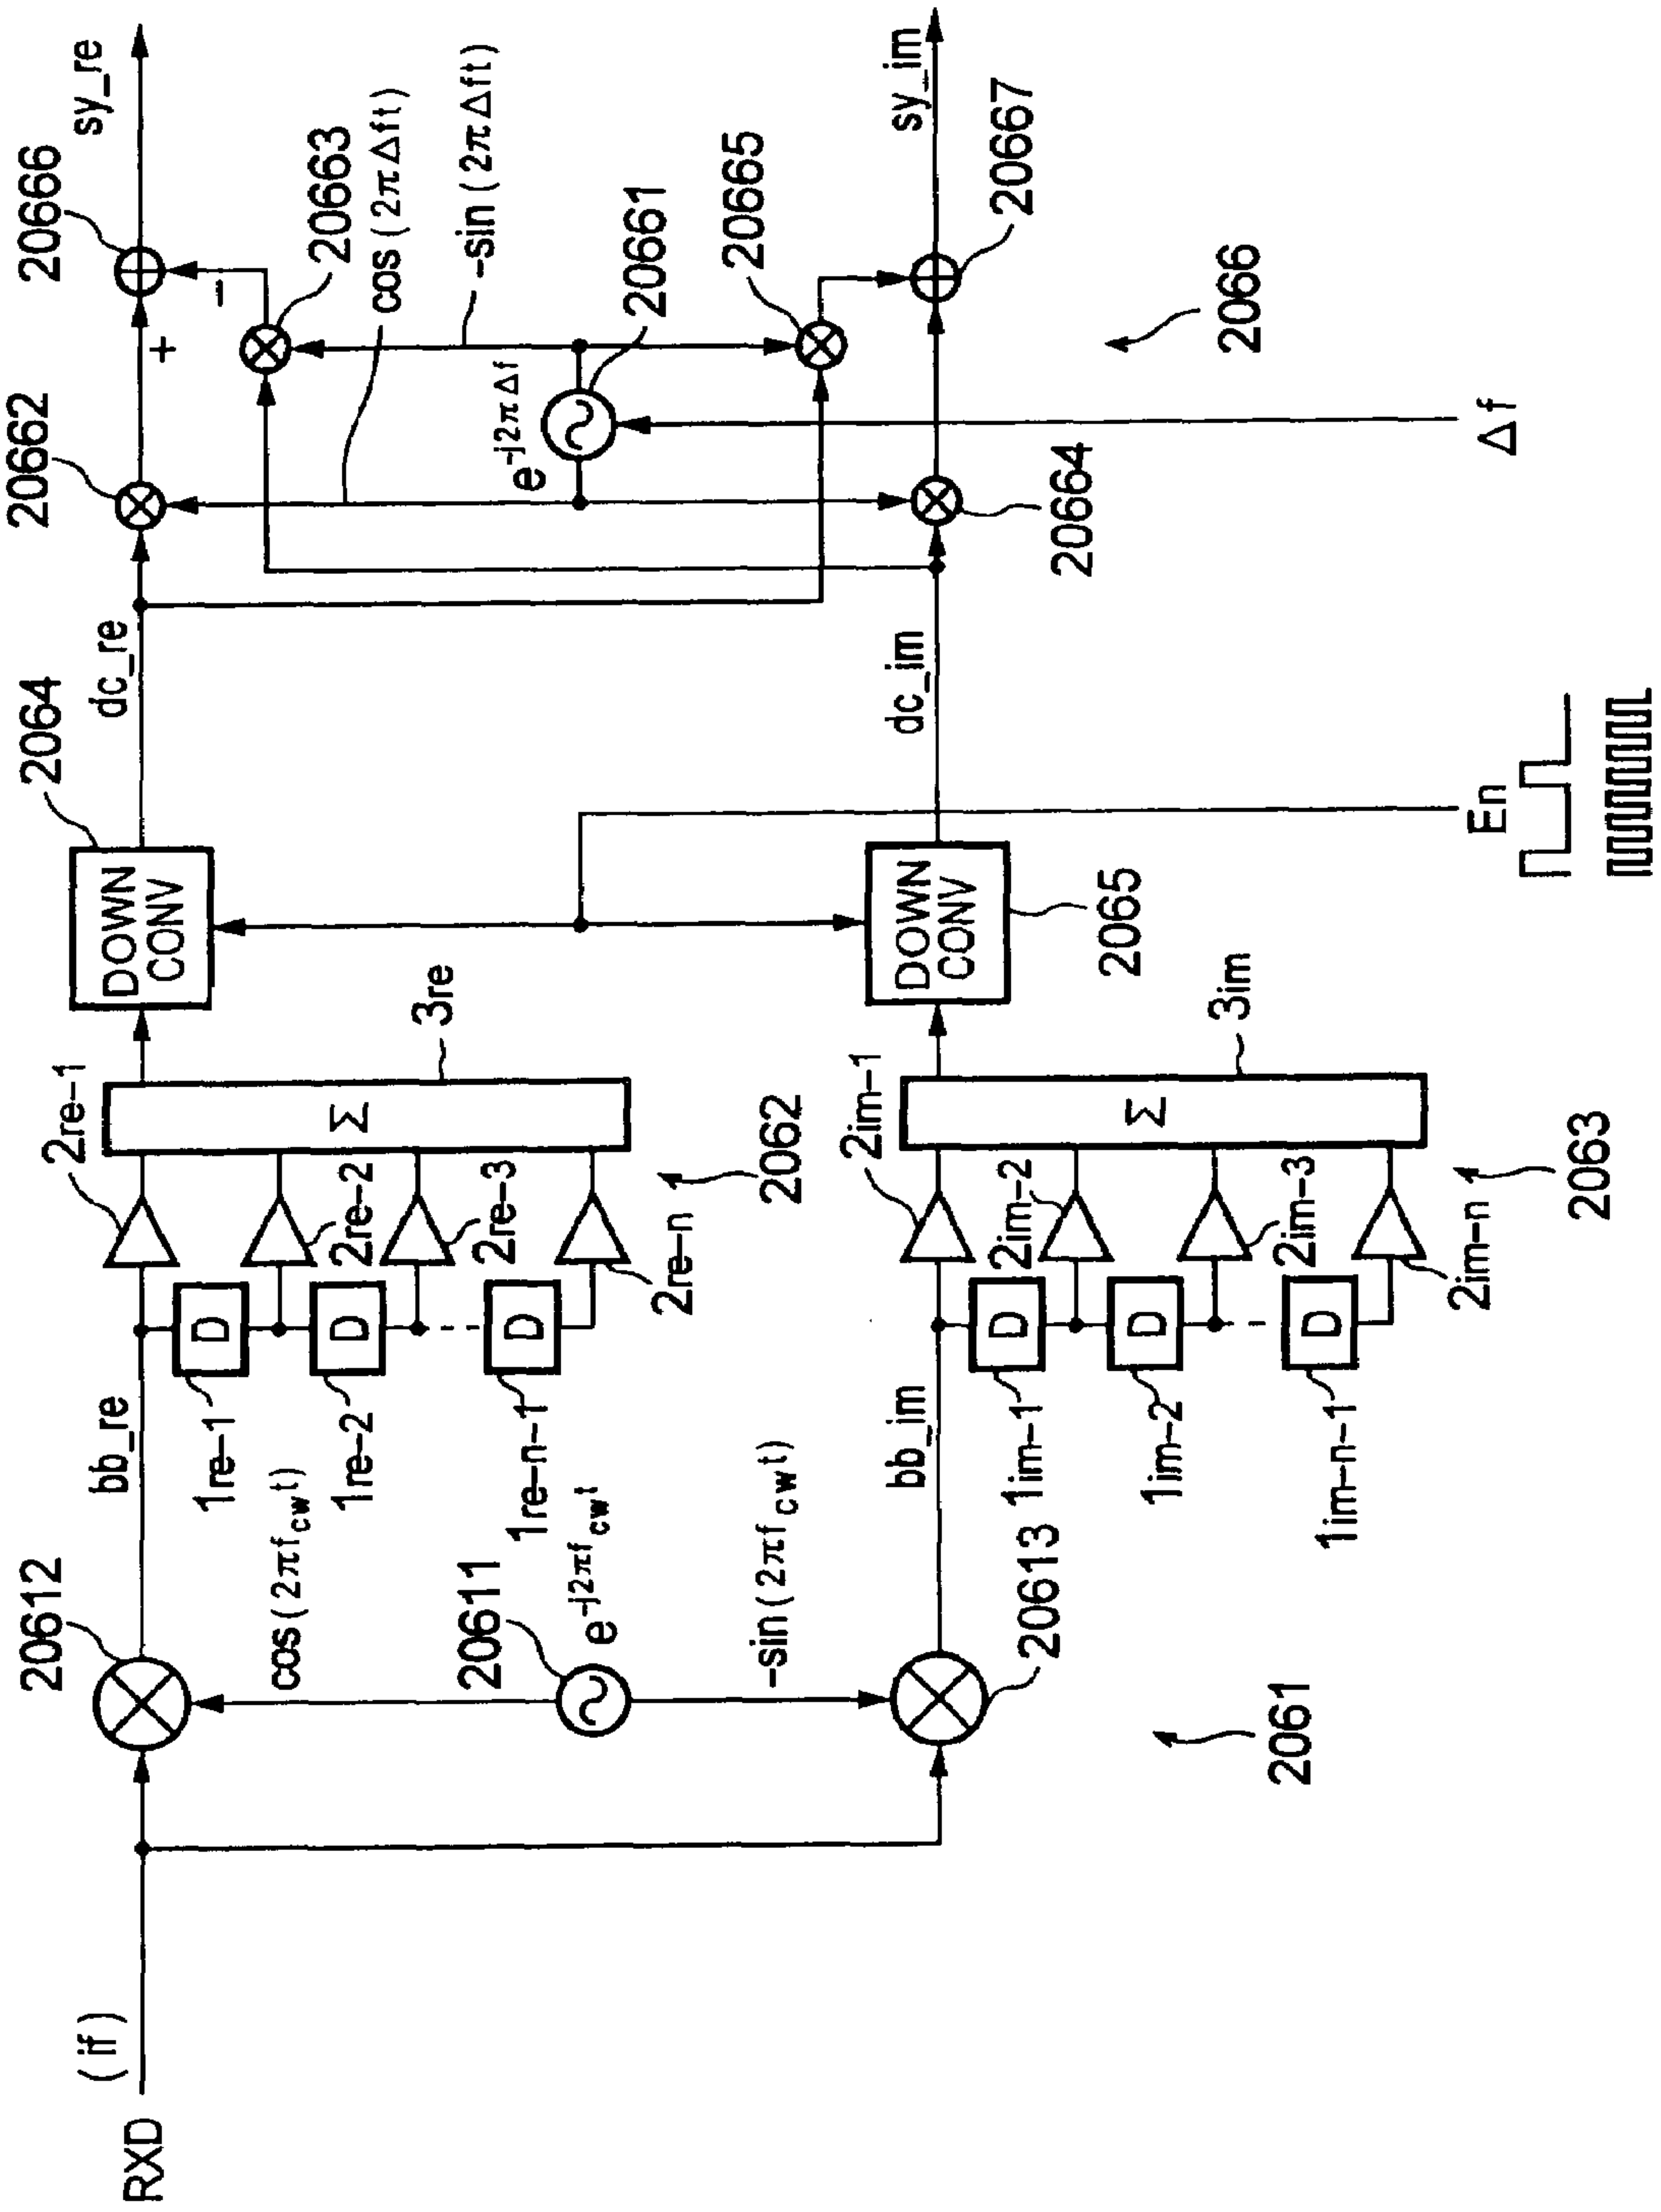 RXD
(if)
20612
cos(2πf_cw t)
20611
e^-j2πf_cw t
-sin(2πf_cw t)
20613
2061
bb_re
1re-1
1re-2
1re-n-1
D
D
D
2re-1
2re-2
2re-3
2re-n
Σ
3re
2062
bb_im
1im-1
1im-2
1im-n-1
D
D
D
2im-1
2im-2
2im-3
2im-n
Σ
3im
2063
DOWN
CONV
2064
DOWN
CONV
2065
En
dc_re
dc_im
20662
20664
e^-j2πΔf
20661
Δf
+
−
20663
20665
cos(2πΔft)
-sin(2πΔft)
20666
20667
2066
sy_re
sy_im